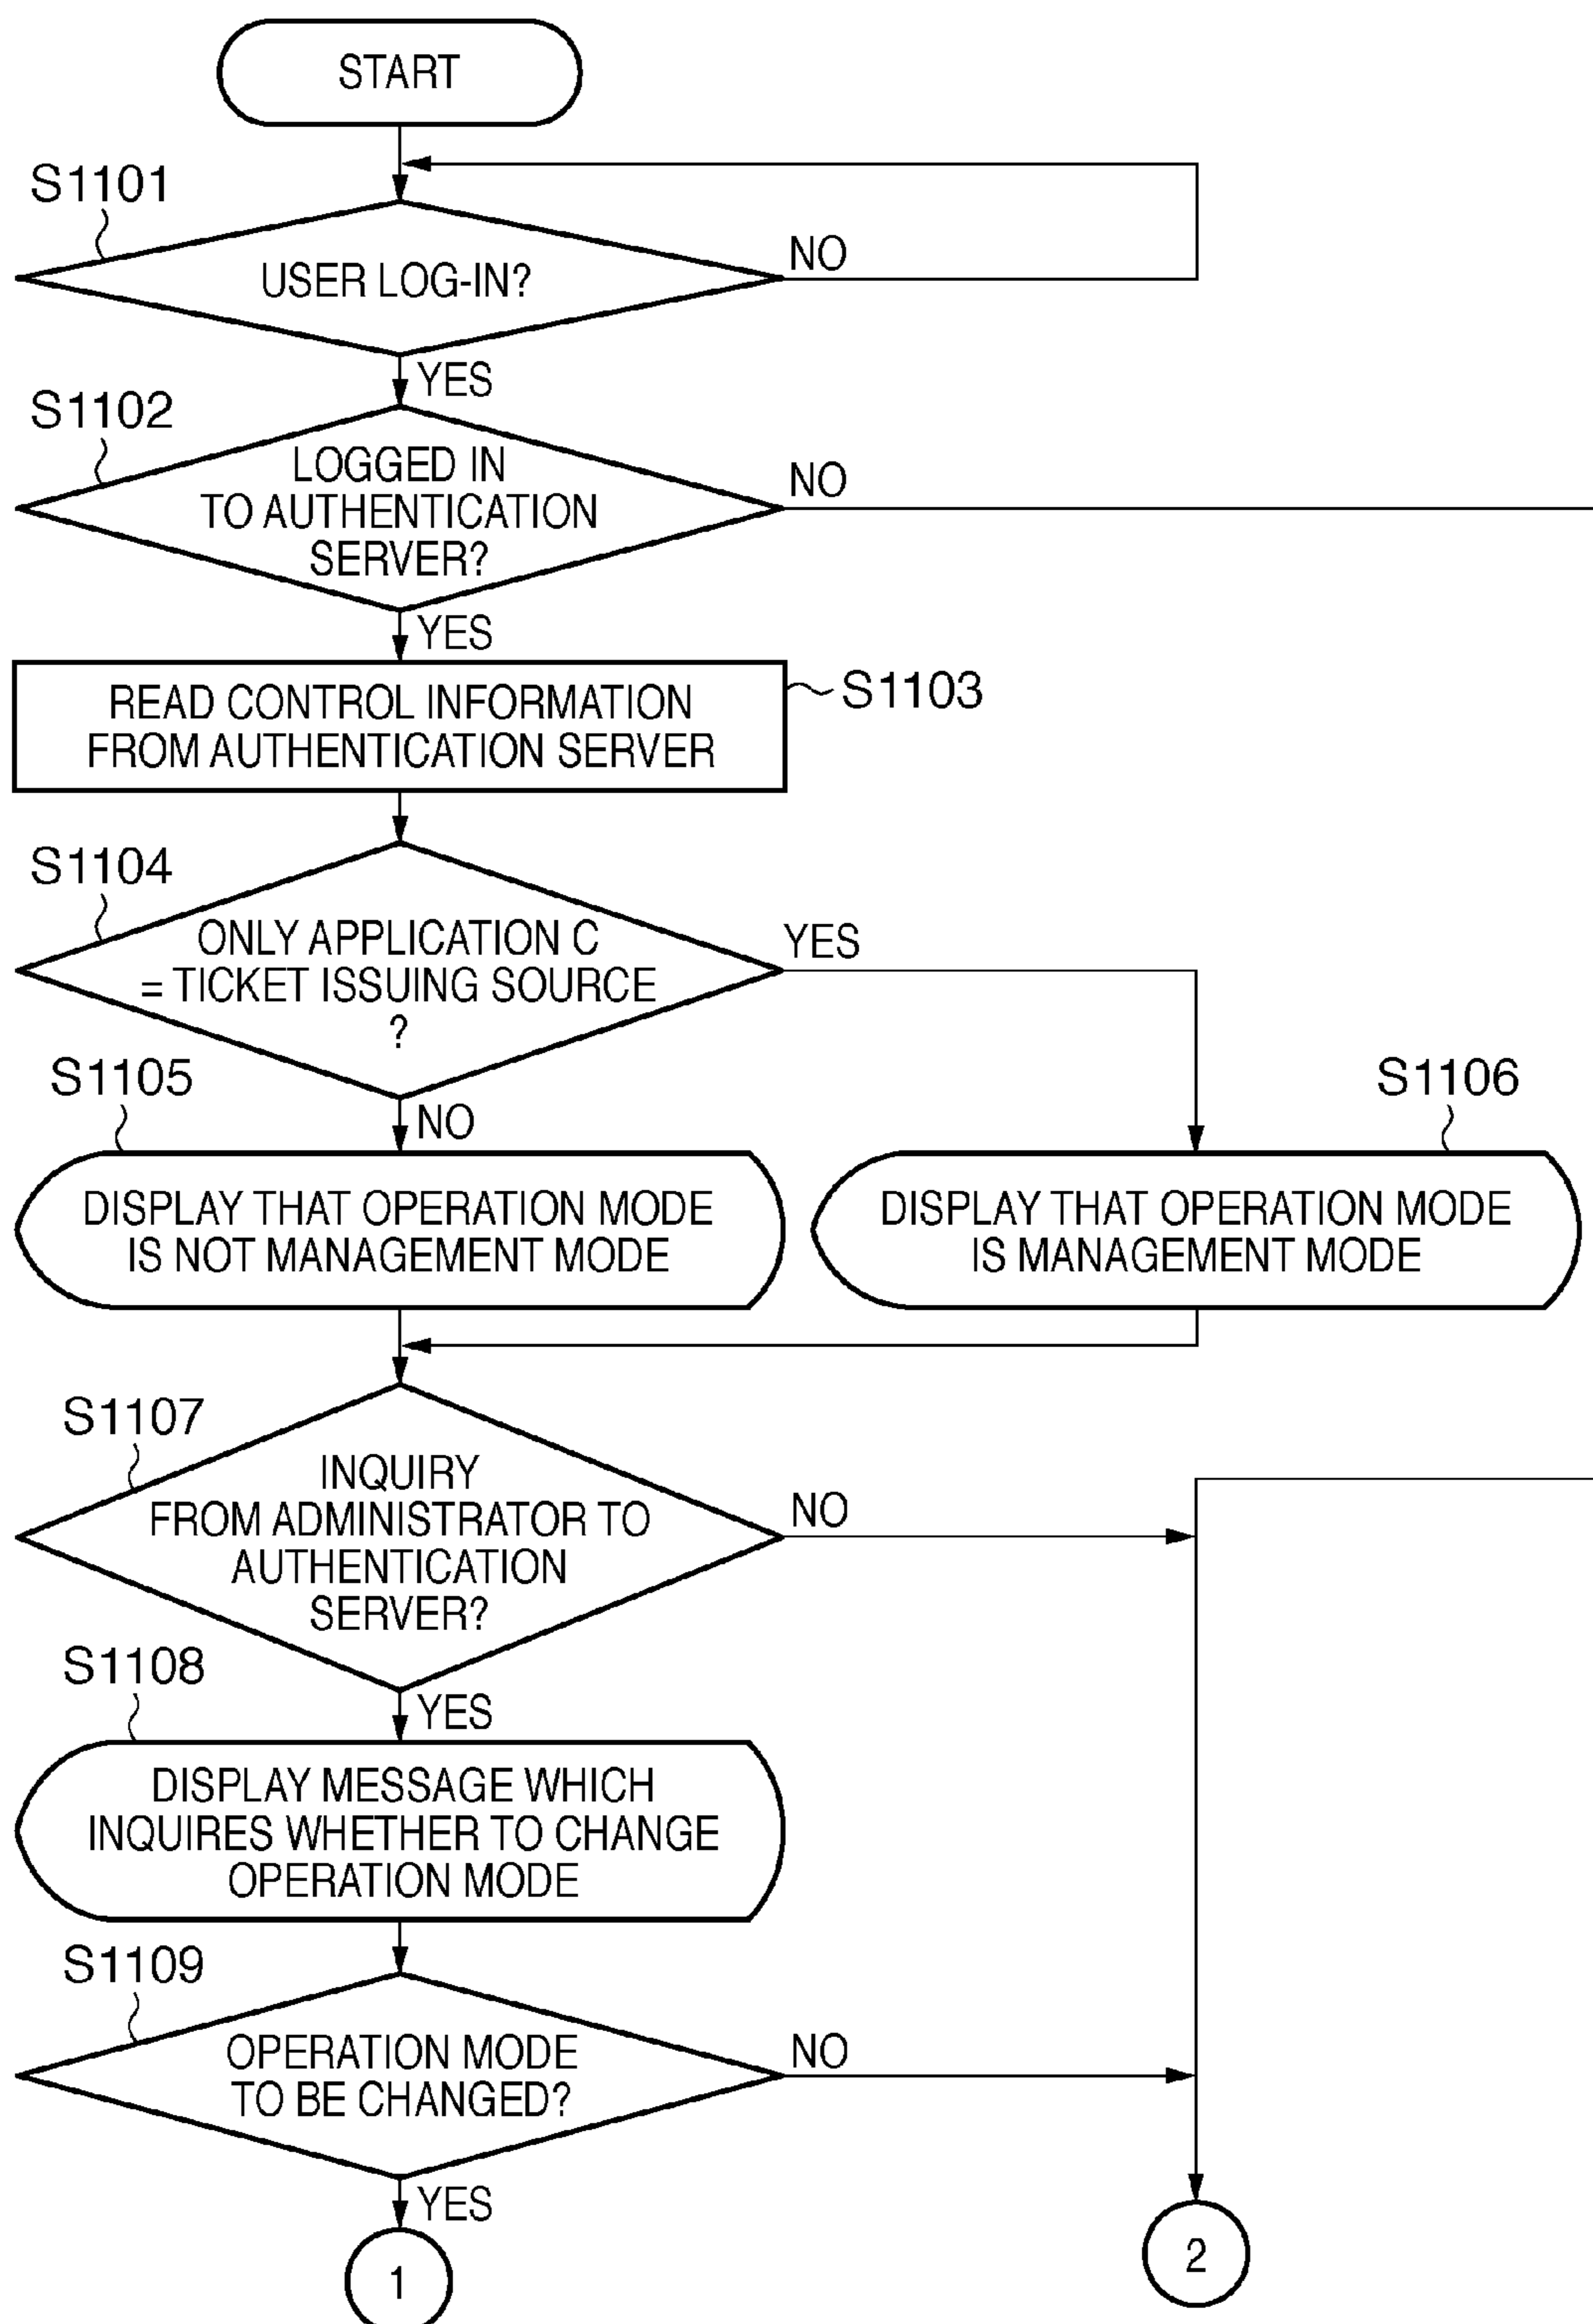 START
S1101
USER LOG-IN?
NO
YES
S1102
LOGGED IN
TO AUTHENTICATION
SERVER?
NO
YES
READ CONTROL INFORMATION
FROM AUTHENTICATION SERVER
S1103
S1104
ONLY APPLICATION C
= TICKET ISSUING SOURCE
?
YES
NO
S1105
DISPLAY THAT OPERATION MODE
IS NOT MANAGEMENT MODE
S1106
DISPLAY THAT OPERATION MODE
IS MANAGEMENT MODE
S1107
INQUIRY
FROM ADMINISTRATOR TO
AUTHENTICATION
SERVER?
NO
YES
S1108
DISPLAY MESSAGE WHICH
INQUIRES WHETHER TO CHANGE
OPERATION MODE
S1109
OPERATION MODE
TO BE CHANGED?
NO
YES
1
2